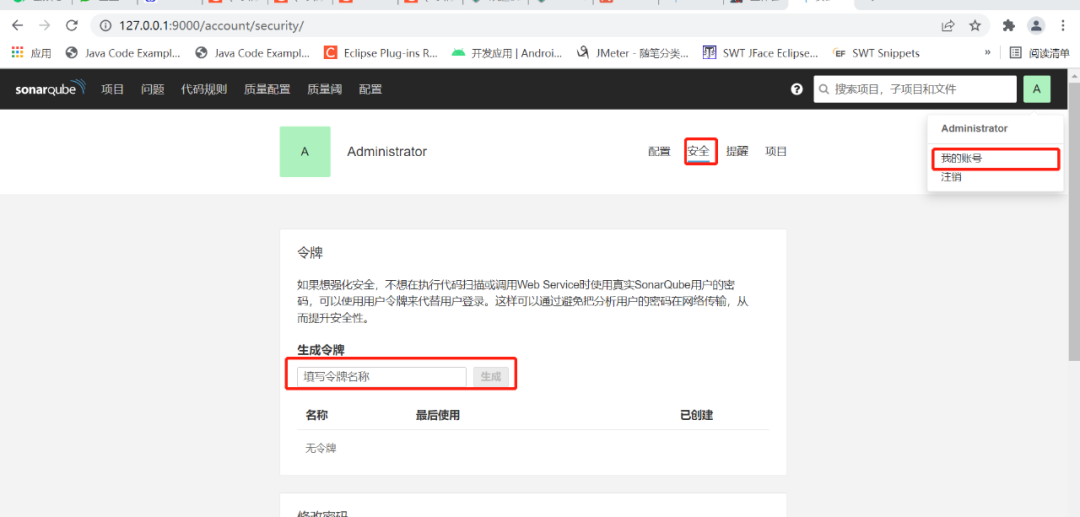 127.0.0.1:9000/account/security/
应用 Java Code Exampl... Java Code Exampl... Eclipse Plug-ins R... 开发应用 | Androi... JMeter - 随笔分类... SWT JFace Eclipse... EF SWT Snippets » 阅读清单
sonarqube 项目 问题 代码规则 质量配置 质量阈 配置 ? 搜索项目，子项目和文件 A
A Administrator 配置 安全 提醒 项目
Administrator
我的账号
注销
令牌
如果想强化安全，不想在执行代码扫描或调用Web Service时使用真实SonarQube用户的密
码，可以使用用户令牌来代替用户登录。这样可以通过避免把分析用户的密码在网络传输，从
而提升安全性。
生成令牌
填写令牌名称 生成
名称 最后使用 已创建
无令牌
修改密码